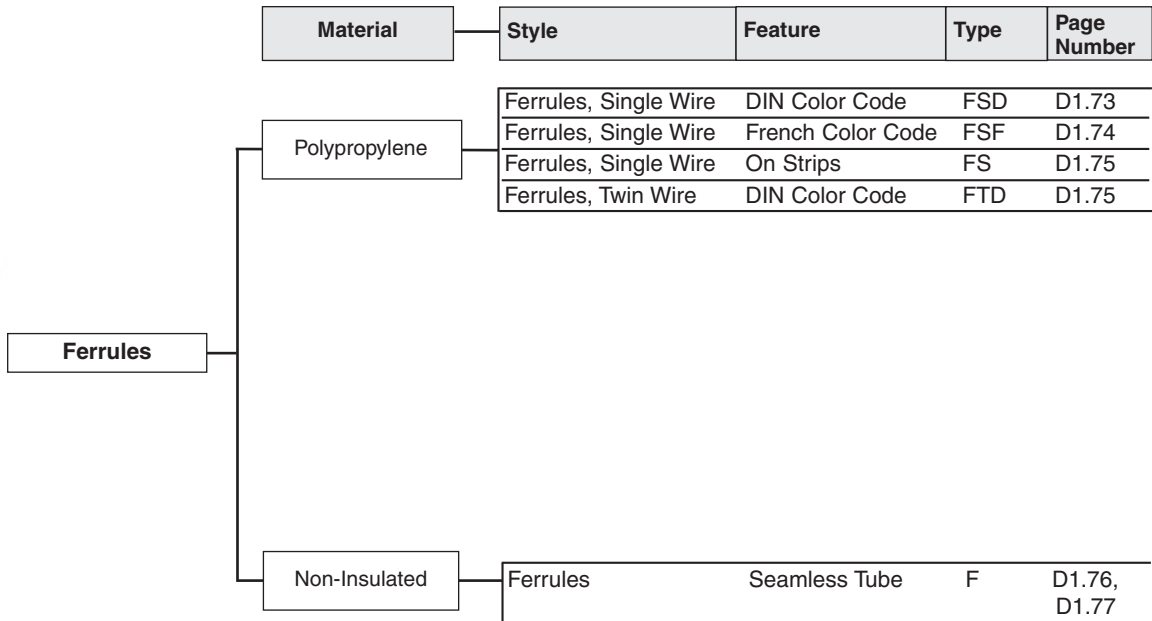 Material Style Feature Type Page Number
Ferrules, Single Wire DIN Color Code FSD D1.73
Polypropylene
Ferrules, Single Wire French Color Code FSF D1.74
Ferrules, Single Wire On Strips FS D1.75
Ferrules, Twin Wire DIN Color Code FTD D1.75
Ferrules
Non-Insulated Ferrules Seamless Tube F D1.76,
D1.77